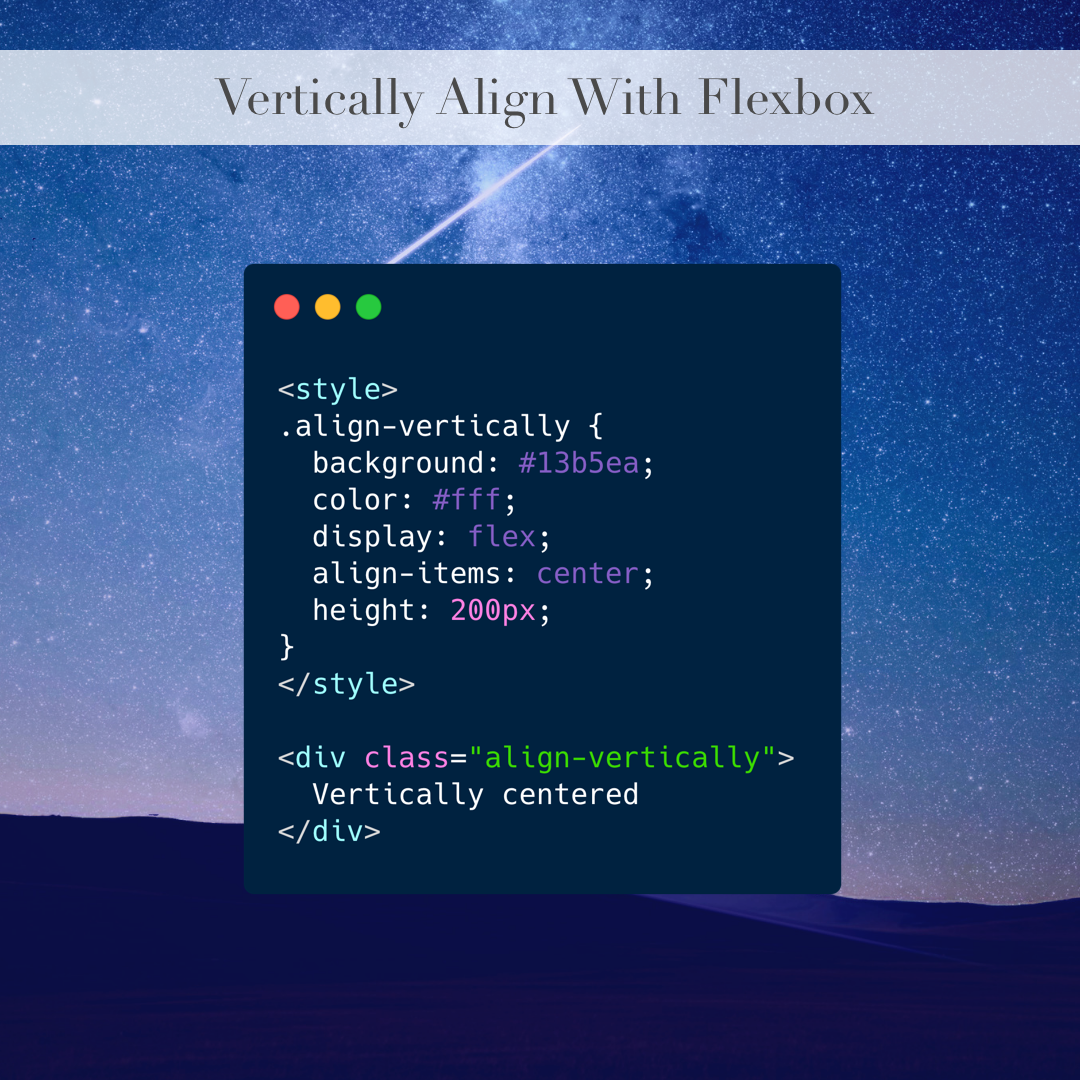 Vertically Align With Flexbox
<style>
.align-vertically {
  background: #13b5ea;
  color: #fff;
  display: flex;
  align-items: center;
  height: 200px;
}
</style>
<div class="align-vertically">
  Vertically centered
</div>